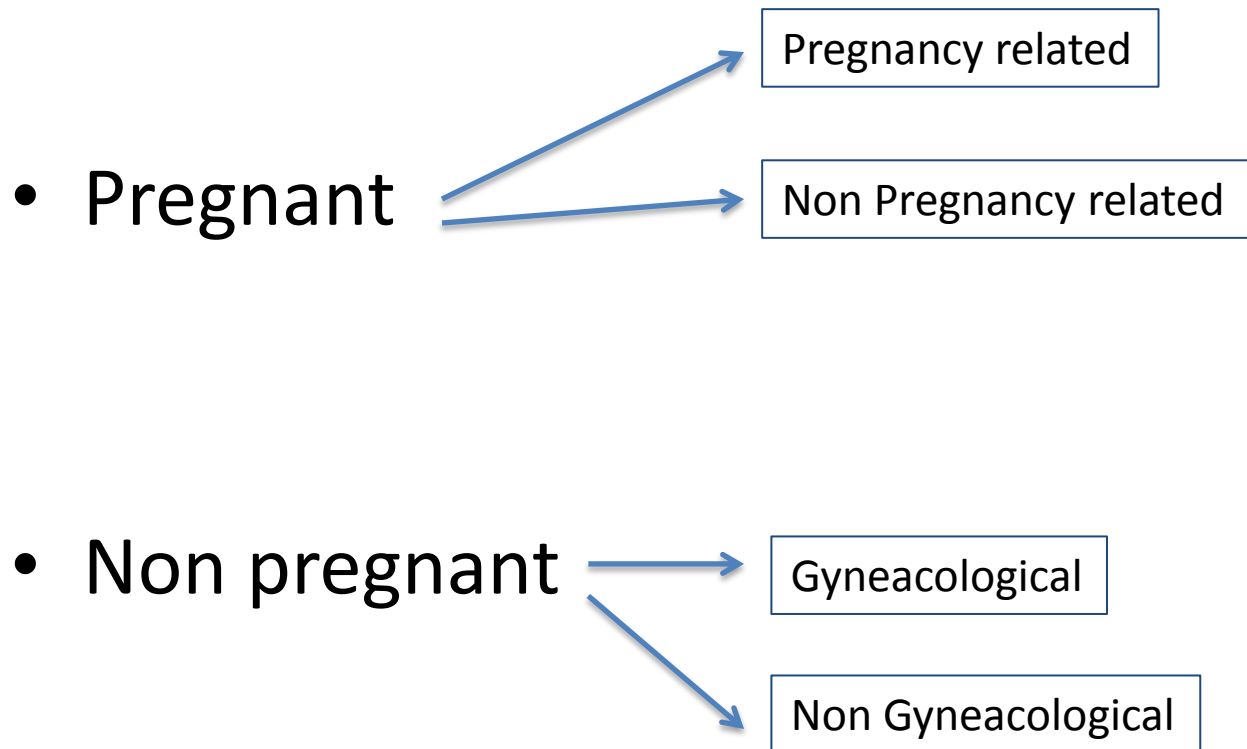 Pregnancy related
• Pregnant
Non Pregnancy related
• Non pregnant
Gyneacological
Non Gyneacological